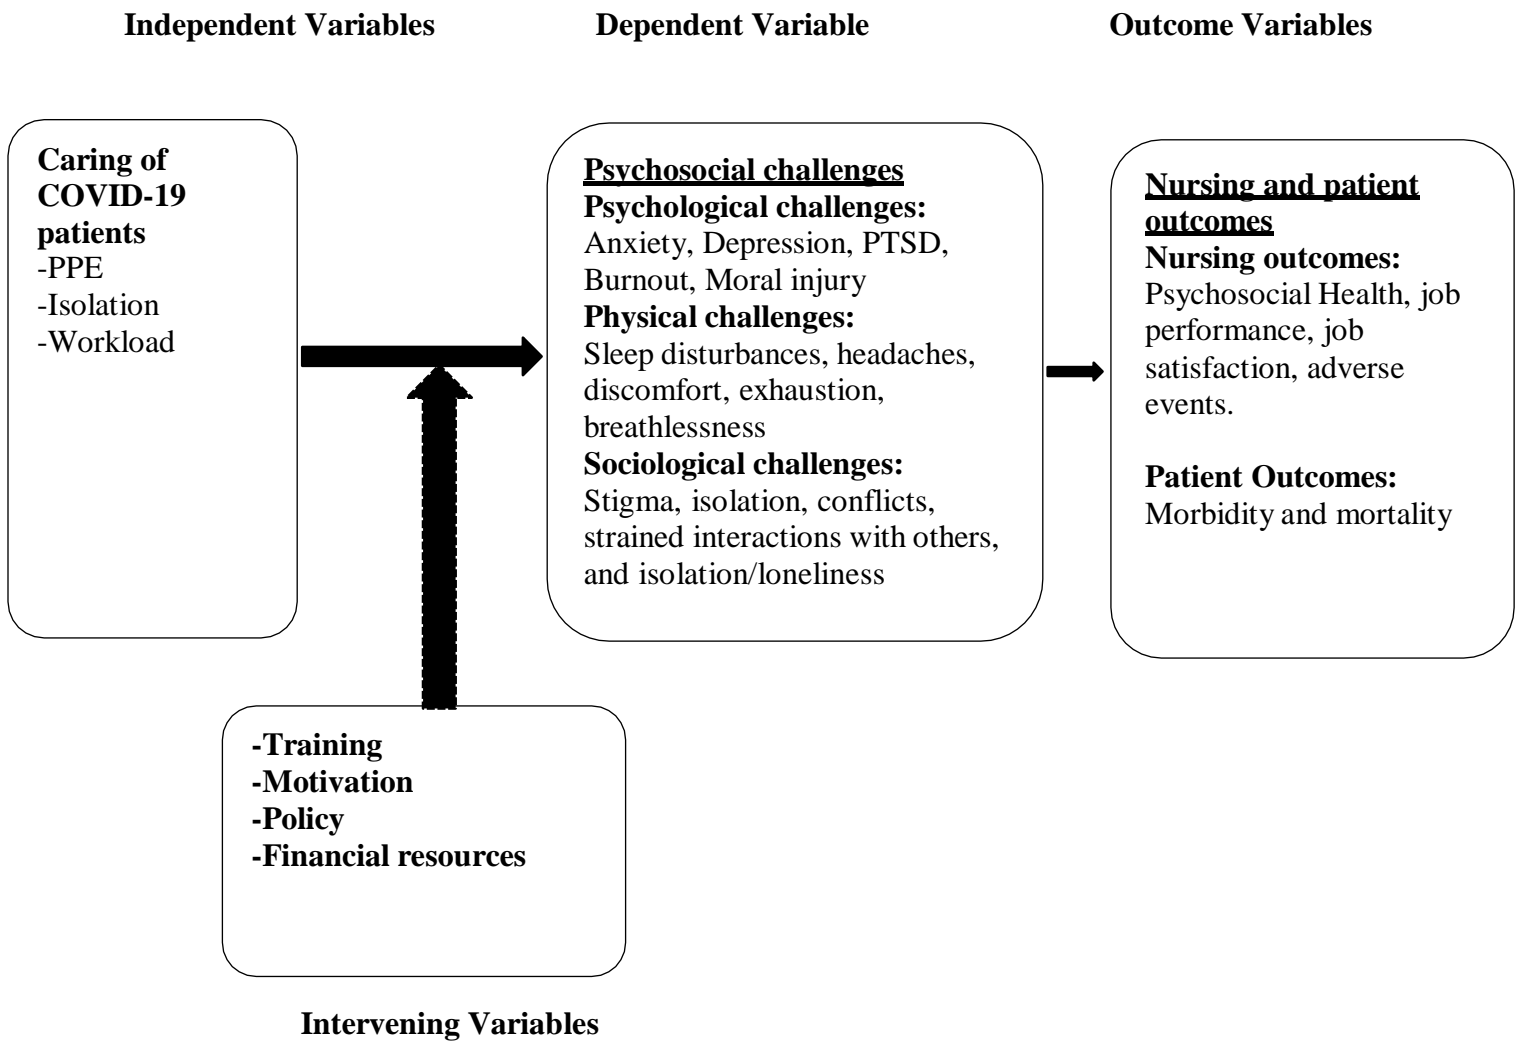 Independent Variables
Dependent Variable
Outcome Variables
Caring of
COVID-19
patients
-PPE
-Isolation
-Workload
Psychosocial challenges
Psychological challenges:
Anxiety, Depression, PTSD,
Burnout, Moral injury
Physical challenges:
Sleep disturbances, headaches,
discomfort, exhaustion,
breathlessness
Sociological challenges:
Stigma, isolation, conflicts,
strained interactions with others,
and isolation/loneliness
Nursing and patient
outcomes
Nursing outcomes:
Psychosocial Health, job
performance, job
satisfaction, adverse
events.
Patient Outcomes:
Morbidity and mortality
-Training
-Motivation
-Policy
-Financial resources
Intervening Variables